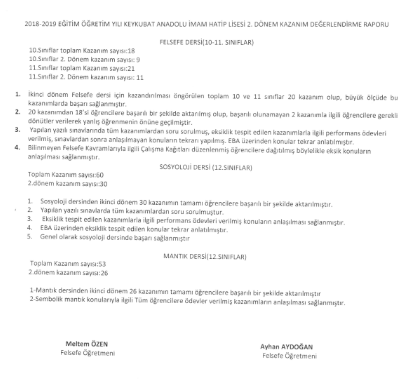 2018-2019 EĞİTİM ÖĞRETİM YILI KEYKUBAT ANADOLU İMAM HATİP LİSESİ 2. DÖNEM KAZANIM DEĞERLENDİRME RAPORU
FELSEFE DERSİ(10-11. SINIFLAR)
10.Sınıflar toplam Kazanım sayısı:18
10.Sınıflar 2. Dönem kazanım sayısı: 9
11.Sınıflar toplam Kazanım sayısı:21
11.Sınıflar 2. Dönem kazanım sayısı: 11
1. İkinci dönem Felsefe dersi için kazandırılması öngörülen toplam 10 ve 11 sınıflar 20 kazanım olup, büyük ölçüde bu
kazanımlarda başarı sağlanmıştır.
2. 20 kazanımdan 18'si öğrencilere başarılı bir şekilde aktarılmış olup, başarılı olunamayan 2 kazanımla ilgili öğrencilere gerekli
dönütler verilerek yanlış öğrenmenin önüne geçilmiştir.
3. Yapılan yazılı sınavlarında tüm kazanımlardan soru sorulmuş, eksiklik tespit edilen kazanımlarla ilgili performans ödevleri
verilmiş, sınavlardan sonra anlaşılmayan konuların tekrarı yapılmış. EBA üzerinden konular tekrar anlatılmıştır.
4. Bilinmeyen Felsefe Kavramlarıyla ilgili Çalışma Kağıtları düzenlenmiş öğrencilere dağıtılmış böylelikle eksik konuların
anlaşılması sağlanmıştır.
SOSYOLOJİ DERSİ (12.SINIFLAR)
Toplam Kazanım sayısı:60
2.dönem kazanım sayısı:30
1. Sosyoloji dersinden ikinci dönem 30 kazanımın tamamı öğrencilere başarılı bir şekilde aktarılmıştır.
2. Yapılan yazılı sınavlarda tüm kazanımlardan soru sorulmuştur.
3. Eksiklik tespit edilen kazanımlarla ilgili performans ödevleri verilmiş konuların anlaşılması sağlanmıştır.
4. EBA üzerinden eksiklik tespit edilen konular tekrar anlatılmıştır.
5. Genel olarak sosyoloji dersinde başarı sağlanmıştır
MANTIK DERSİ(12.SINIFLAR)
Toplam Kazanım sayısı:53
2.dönem kazanım sayısı:26
1-Mantık dersinden ikinci dönem 26 kazanımın tamamı öğrencilere başarılı bir şekilde aktarılmıştır
2-Sembolik mantık konularıyla ilgili Tüm öğrencilere ödevler verilmiş kazanımların anlaşılması sağlanmıştır.
Meltem ÖZEN
Ayhan AYDOĞAN
Felsefe Öğretmeni
Felsefe Öğretmeni